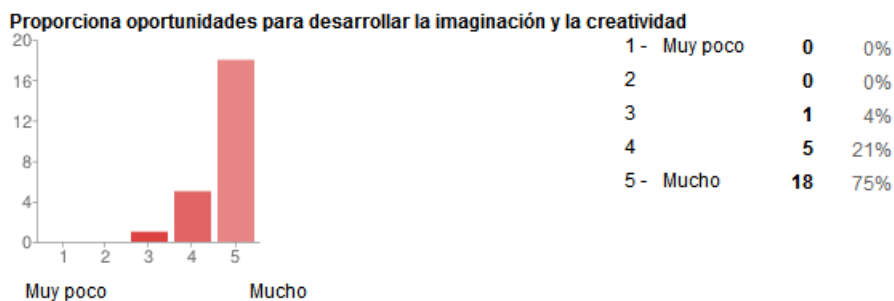 Proporciona oportunidades para desarrollar la imaginación y la creatividad
20
16
12
8
4
0
1 2 3 4 5
Muy poco Mucho
1 - Muy poco 0 0%
2 0 0%
3 1 4%
4 5 21%
5 - Mucho 18 75%